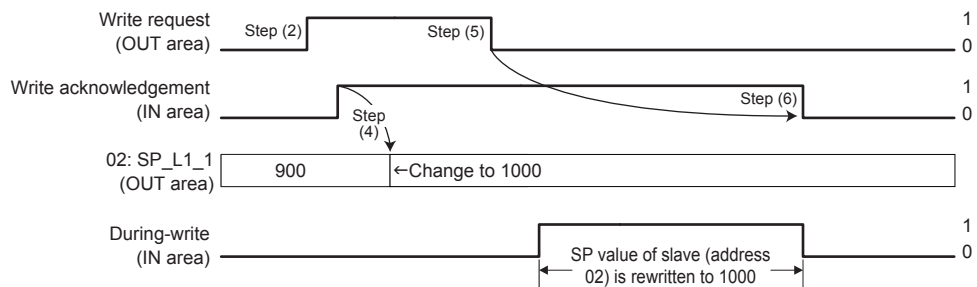 Write request
(OUT area)
Step (2)
Step (5)
1
0
Write acknowledgement
(IN area)
Step
(4)
Step (6)
1
0
02: SP_L1_1
(OUT area)
900
←Change to 1000
During-write
(IN area)
SP value of slave (address
02) is rewritten to 1000
1
0